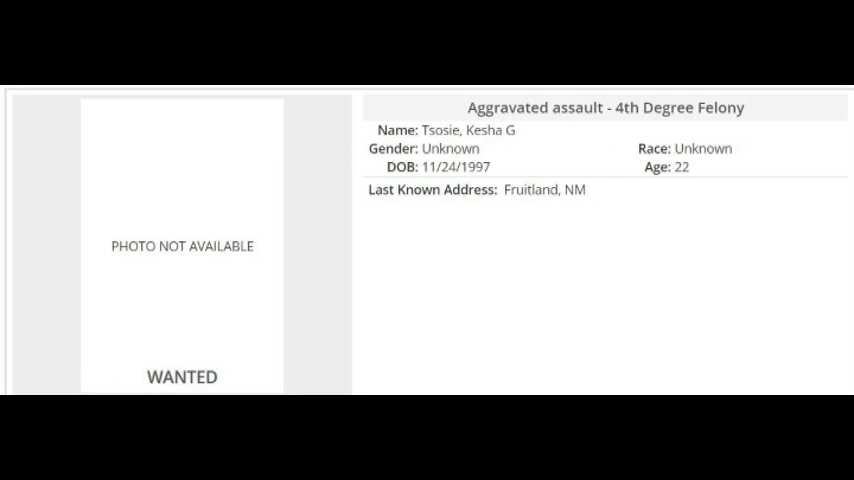 Aggravated assault - 4th Degree Felony
Name: Tsosie, Kesha G
Gender: Unknown Race: Unknown
DOB: 11/24/1997 Age: 22
Last Known Address: Fruitland, NM
PHOTO NOT AVAILABLE
WANTED